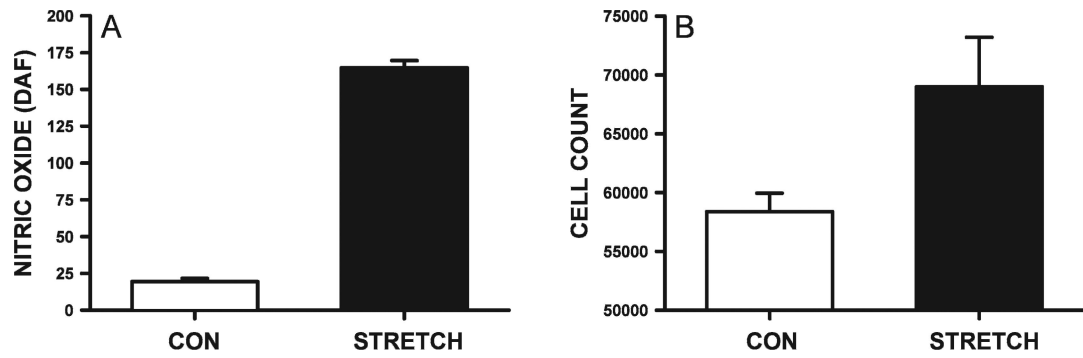 A
NITRIC OXIDE (DAF)
200
175
150
125
100
75
50
25
0
CON STRETCH
B
CELL COUNT
75000
70000
65000
60000
55000
50000
CON STRETCH